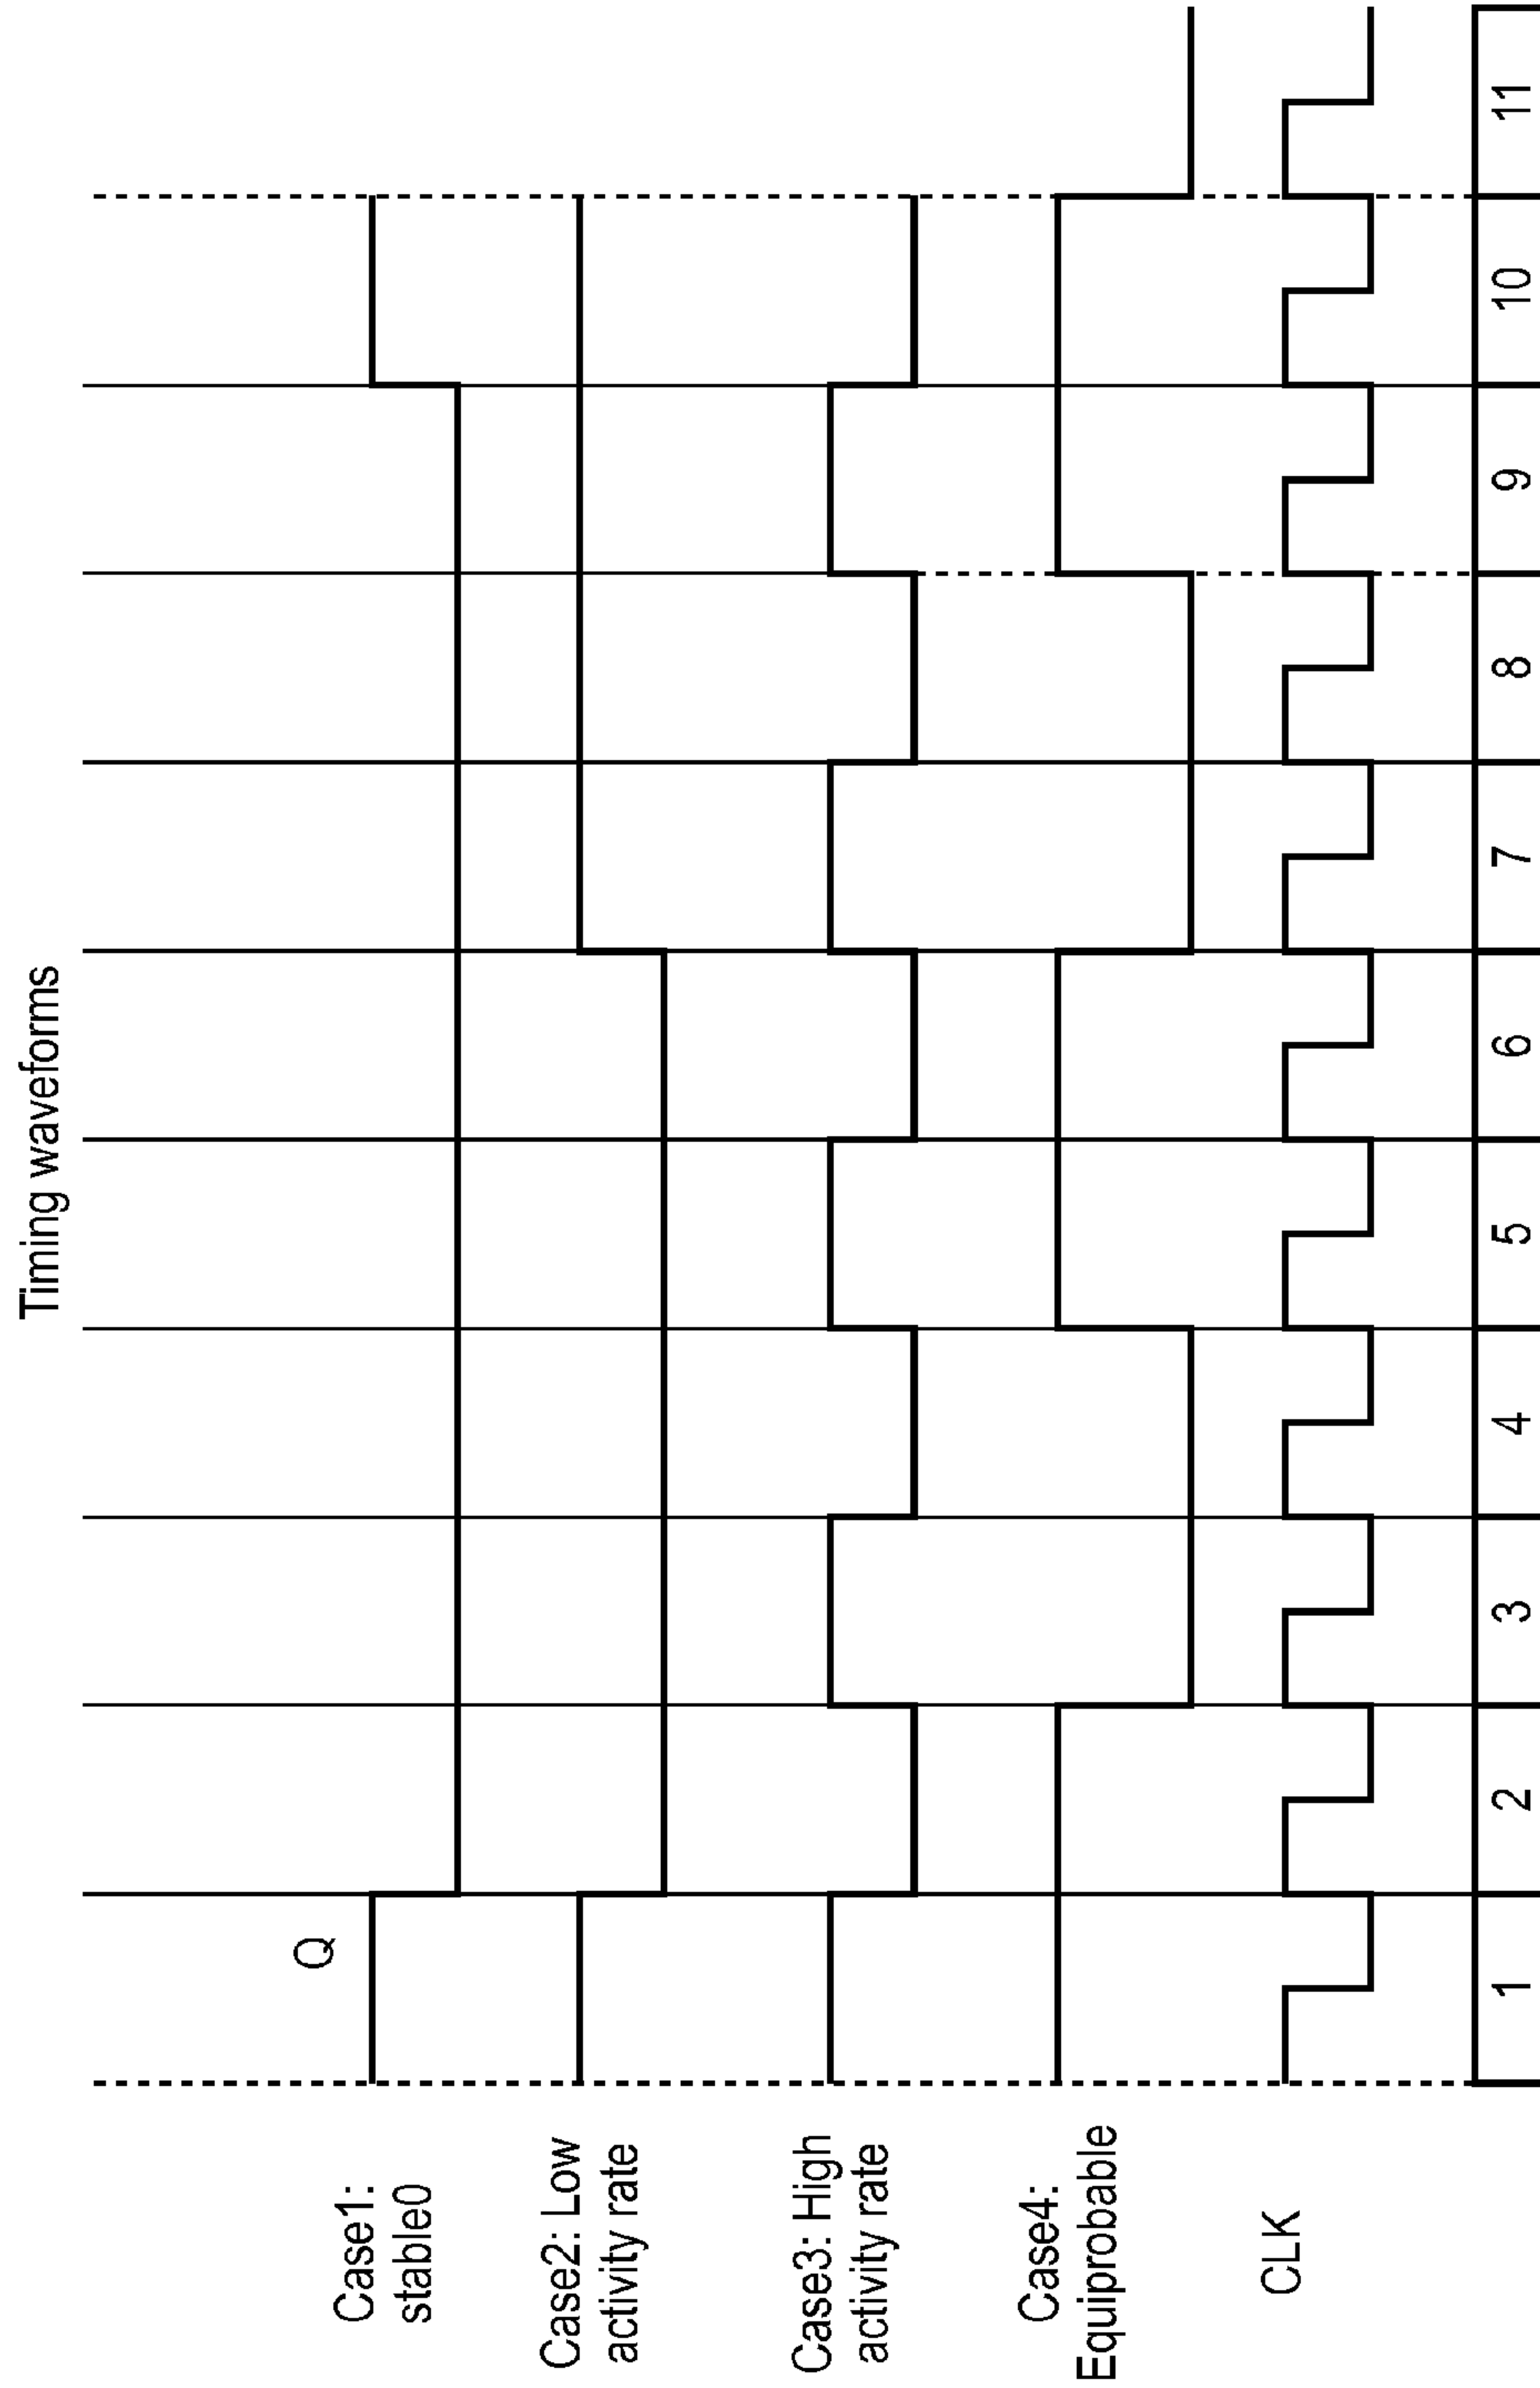 Timing waveforms
Q
Case1:
stable0
Case2: Low
activity rate
Case3: High
activity rate
Case4:
Equiprobable
CLK
1 2 3 4 5 6 7 8 9 10 11